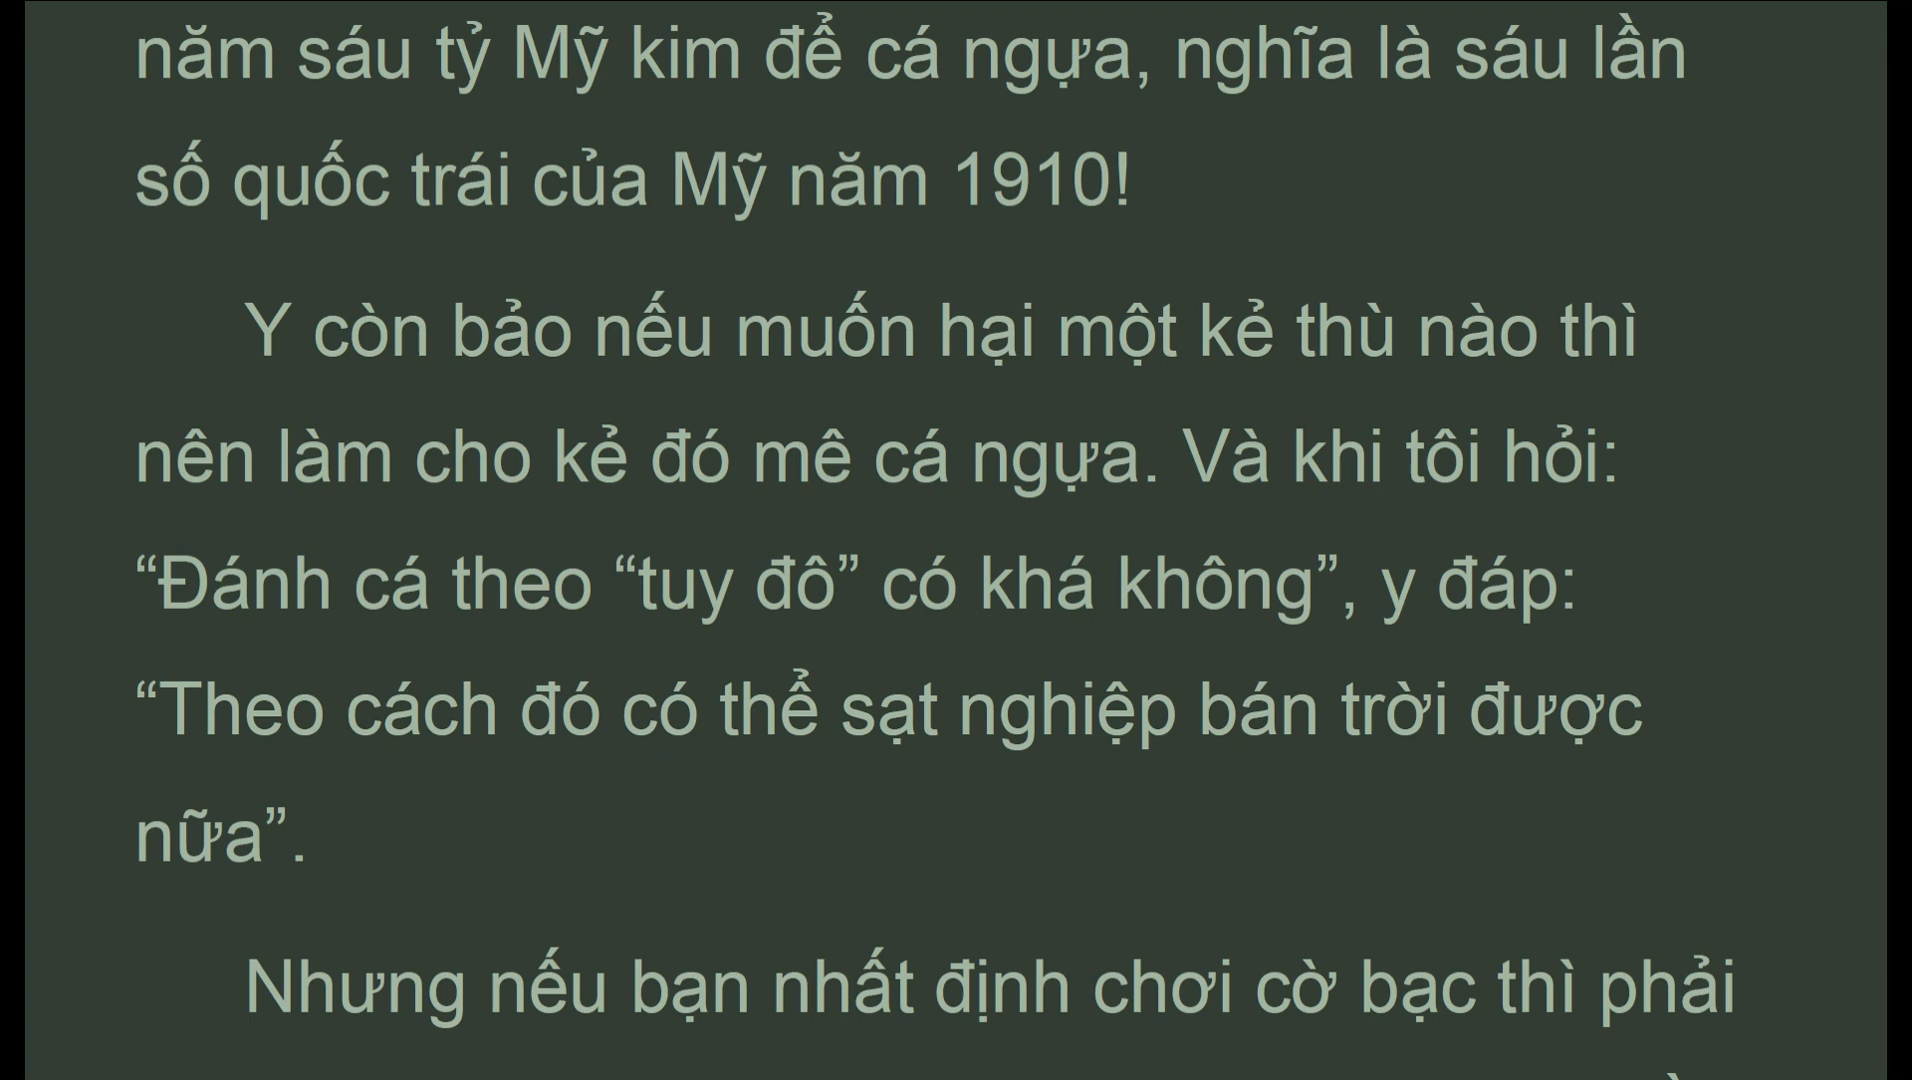 năm sáu tỷ Mỹ kim để cá ngựa, nghĩa là sáu lần
số quốc trái của Mỹ năm 1910!
Y còn bảo nếu muốn hại một kẻ thù nào thì
nên làm cho kẻ đó mê cá ngựa. Và khi tôi hỏi:
“Đánh cá theo “tuy đô” có khá không”, y đáp:
“Theo cách đó có thể sạt nghiệp bán trời được
nữa”.
Nhưng nếu bạn nhất định chơi cờ bạc thì phải